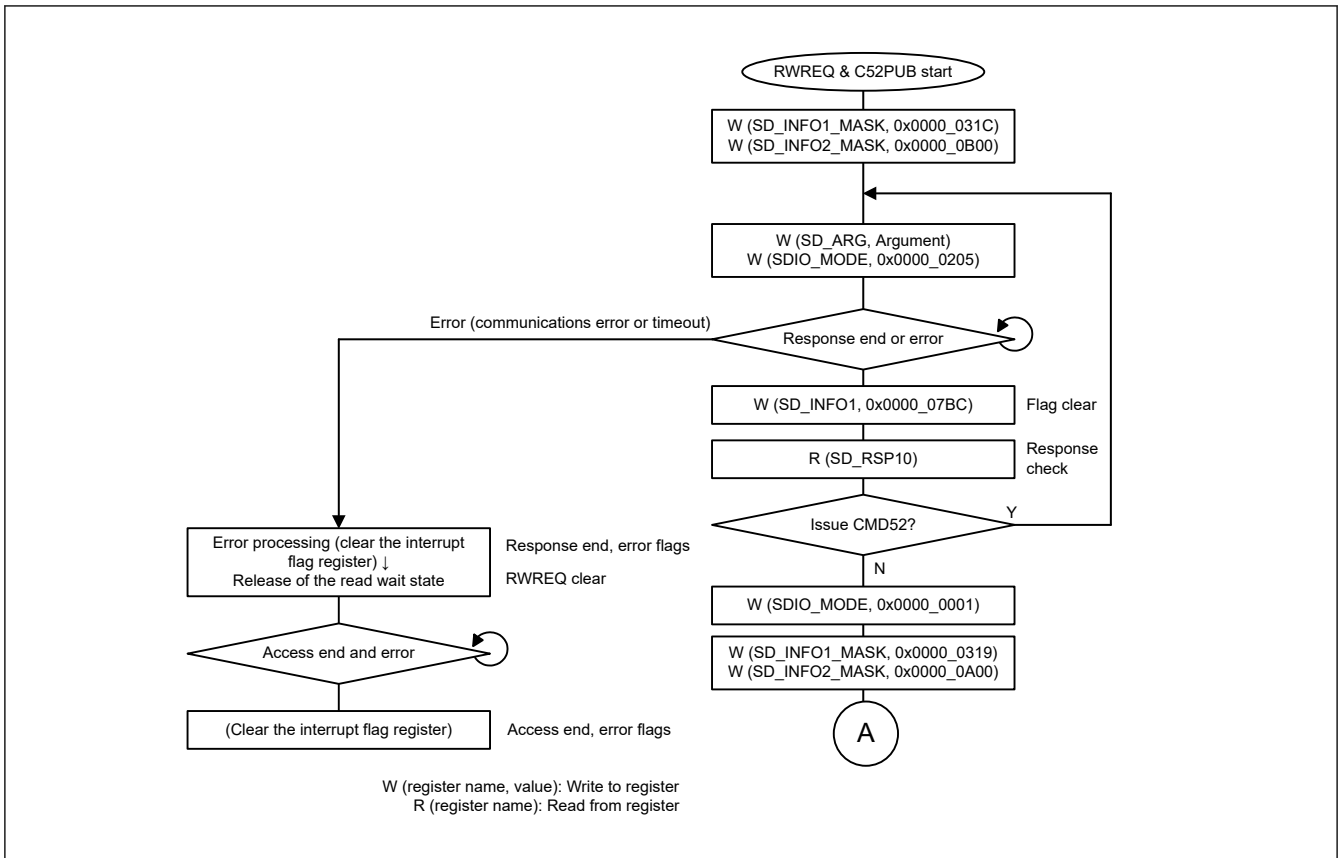 RWREQ & C52PUB start
W (SD_INFO1_MASK, 0x0000_031C)
W (SD_INFO2_MASK, 0x0000_0B00)
W (SD_ARG, Argument)
W (SDIO_MODE, 0x0000_0205)
Error (communications error or timeout)
Response end or error
W (SD_INFO1, 0x0000_07BC)
Flag clear
R (SD_RSP10)
Response
check
Issue CMD52?
Y
N
W (SDIO_MODE, 0x0000_0001)
W (SD_INFO1_MASK, 0x0000_0319)
W (SD_INFO2_MASK, 0x0000_0A00)
A
Error processing (clear the interrupt
flag register) ↓
Release of the read wait state
Response end, error flags
RWREQ clear
Access end and error
(Clear the interrupt flag register)
Access end, error flags
W (register name, value): Write to register
R (register name): Read from register